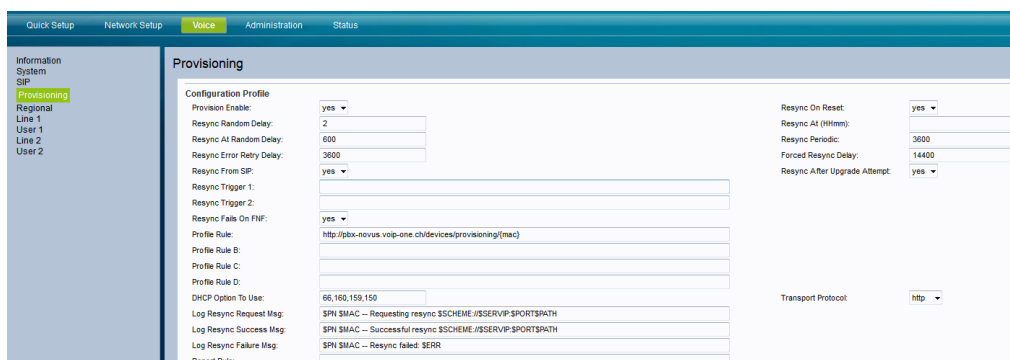 Quick Setup Network Setup Voice Administration Status
Information
System
SIP
Provisioning
Regional
Line 1
User 1
Line 2
User 2
Provisioning
Configuration Profile
Provision Enable: yes Resync On Reset: yes
Resync Random Delay: 2 Resync At (HHmm):
Resync At Random Delay: 600 Resync Periodic: 3600
Resync Error Retry Delay: 3600 Forced Resync Delay: 14400
Resync From SIP: yes Resync After Upgrade Attempt: yes
Resync Trigger 1:
Resync Trigger 2:
Resync Fails On FNF: yes
Profile Rule: http://pbx-novus.voip-one.ch/devices/provisioning/{mac}
Profile Rule B:
Profile Rule C:
Profile Rule D:
DHCP Option To Use: 66,160,159,150 Transport Protocol: http
Log Resync Request Msg: $PN $MAC -- Requesting resync $SCHEME://$SERVIP:$PORT$PATH
Log Resync Success Msg: $PN $MAC -- Successful resync $SCHEME://$SERVIP:$PORT$PATH
Log Resync Failure Msg: $PN $MAC -- Resync failed: $ERR